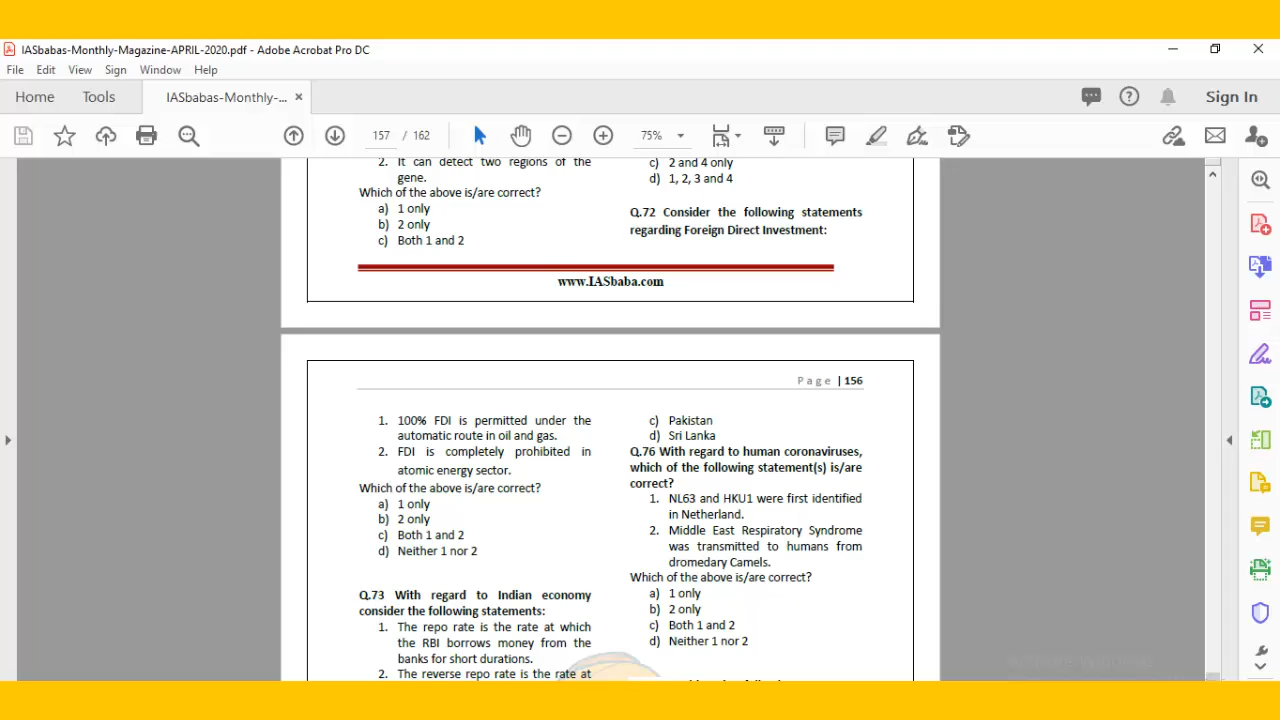 IASbabas-Monthly-Magazine-APRIL-2020.pdf - Adobe Acrobat Pro DC
File Edit View Sign Window Help
Home Tools IASbabas-Monthly-... × Sign In
157 / 162 75%
2. It can detect two regions of the
gene.
Which of the above is/are correct?
a) 1 only
b) 2 only
c) Both 1 and 2
c) 2 and 4 only
d) 1, 2, 3 and 4
Q.72 Consider the following statements
regarding Foreign Direct Investment:
www.IASbaba.com
Page | 156
1. 100% FDI is permitted under the
automatic route in oil and gas.
2. FDI is completely prohibited in
atomic energy sector.
Which of the above is/are correct?
a) 1 only
b) 2 only
c) Both 1 and 2
d) Neither 1 nor 2
Q.73 With regard to Indian economy
consider the following statements:
1. The repo rate is the rate at which
the RBI borrows money from the
banks for short durations.
2. The reverse repo rate is the rate at
c) Pakistan
d) Sri Lanka
Q.76 With regard to human coronaviruses,
which of the following statement(s) is/are
correct?
1. NL63 and HKU1 were first identified
in Netherland.
2. Middle East Respiratory Syndrome
was transmitted to humans from
dromedary Camels.
Which of the above is/are correct?
a) 1 only
b) 2 only
c) Both 1 and 2
d) Neither 1 nor 2